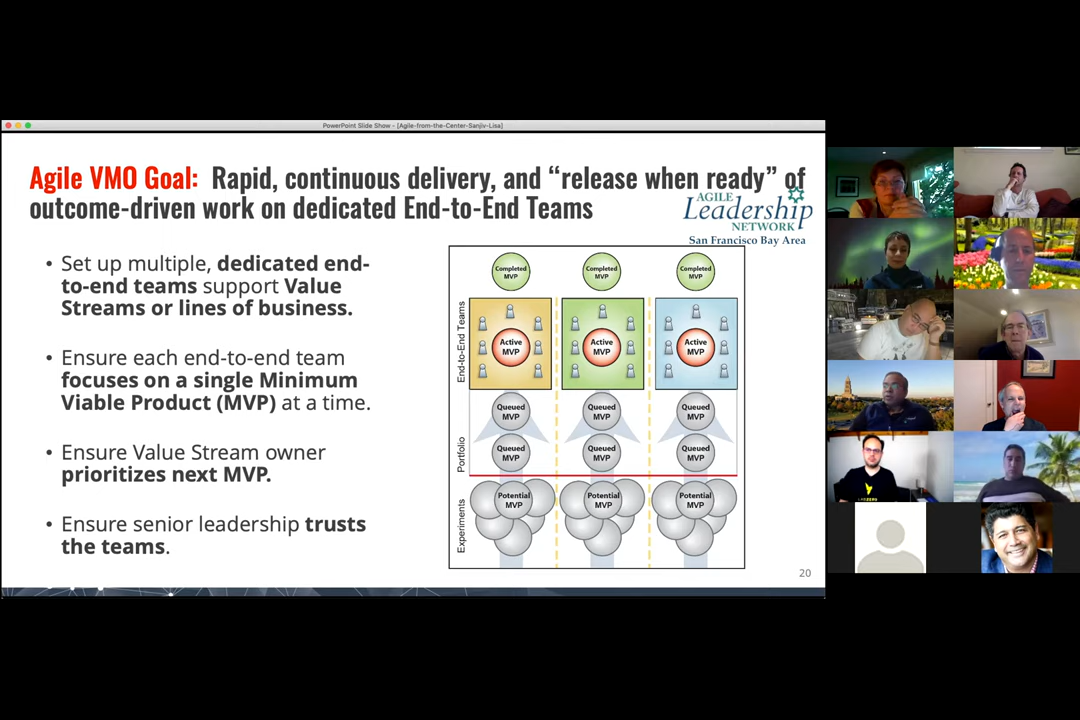 PowerPoint Slide Show - [Agile-from-the-Center-Sanjiv-Lisa]
Agile VMO Goal: Rapid, continuous delivery, and “release when ready” of
outcome-driven work on dedicated End-to-End Teams
AGILE
Leadership
NETWORK
San Francisco Bay Area
• Set up multiple, dedicated end-
to-end teams support Value
Streams or lines of business.
• Ensure each end-to-end team
focuses on a single Minimum
Viable Product (MVP) at a time.
• Ensure Value Stream owner
prioritizes next MVP.
• Ensure senior leadership trusts
the teams.
Completed
MVP
Completed
MVP
Completed
MVP
End-to-End Teams
Active
MVP
Active
MVP
Active
MVP
Portfolio
Queued
MVP
Queued
MVP
Queued
MVP
Queued
MVP
Queued
MVP
Queued
MVP
Experiments
Potential
MVP
Potential
MVP
Potential
MVP
20